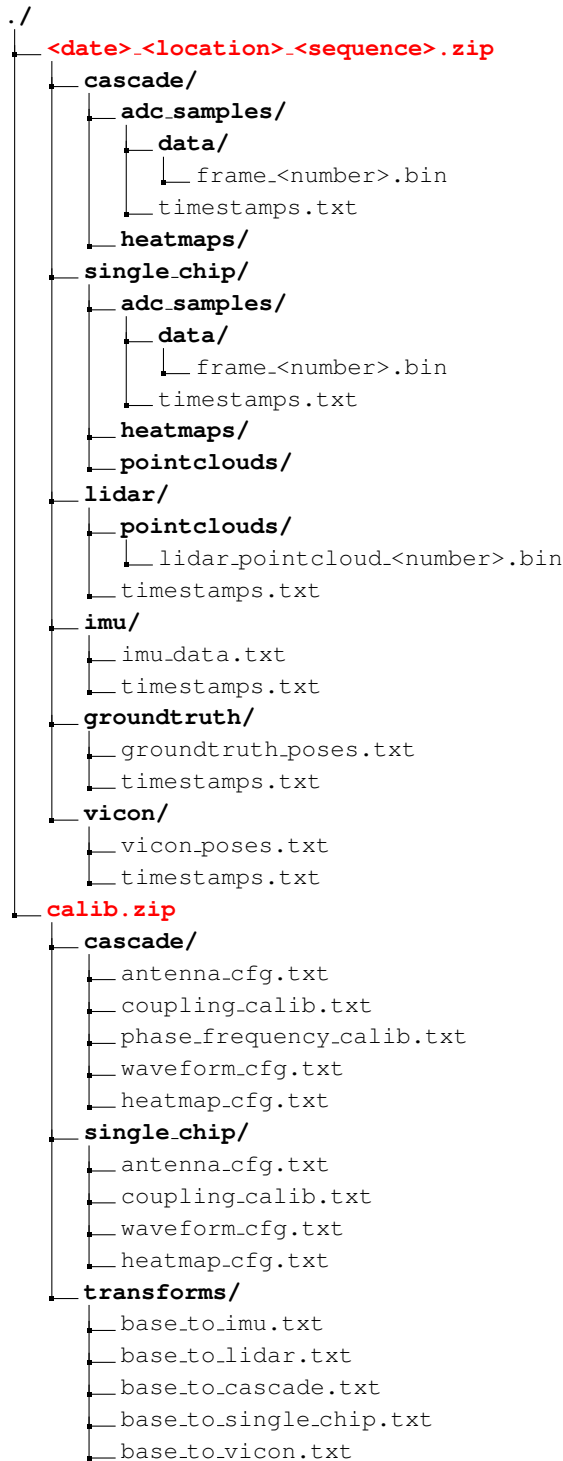 ./
<date>_<location>_<sequence>.zip
cascade/
adc_samples/
data/
frame_<number>.bin
timestamps.txt
heatmaps/
single_chip/
adc_samples/
data/
frame_<number>.bin
timestamps.txt
heatmaps/
pointclouds/
lidar/
pointclouds/
lidar_pointcloud_<number>.bin
timestamps.txt
imu/
imu_data.txt
timestamps.txt
groundtruth/
groundtruth_poses.txt
timestamps.txt
vicon/
vicon_poses.txt
timestamps.txt
calib.zip
cascade/
antenna_cfg.txt
coupling_calib.txt
phase_frequency_calib.txt
waveform_cfg.txt
heatmap_cfg.txt
single_chip/
antenna_cfg.txt
coupling_calib.txt
waveform_cfg.txt
heatmap_cfg.txt
transforms/
base_to_imu.txt
base_to_lidar.txt
base_to_cascade.txt
base_to_single_chip.txt
base_to_vicon.txt